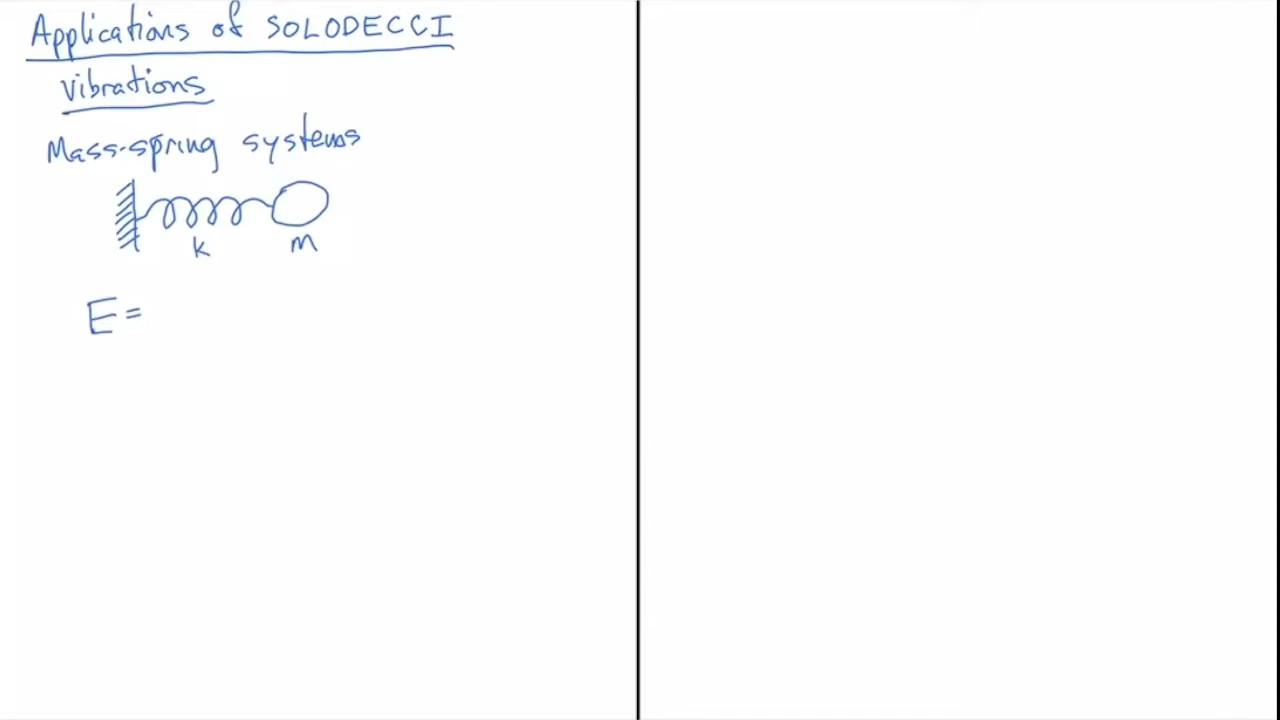 Applications of SOLODECCI
Vibrations
Mass-spring systems
k m
E=